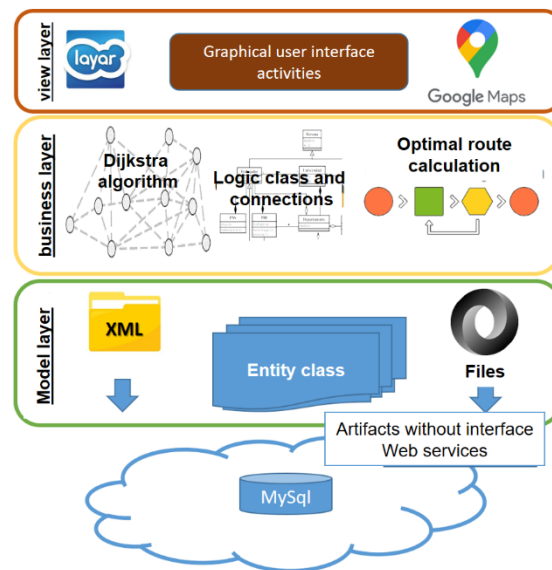 view layer
layar
Graphical user interface
activities
Google Maps
business layer
Dijkstra
algorithm
Logic class and
connections
Optimal route
calculation
Model layer
XML
Entity class
Files
Artifacts without interface
Web services
MySql